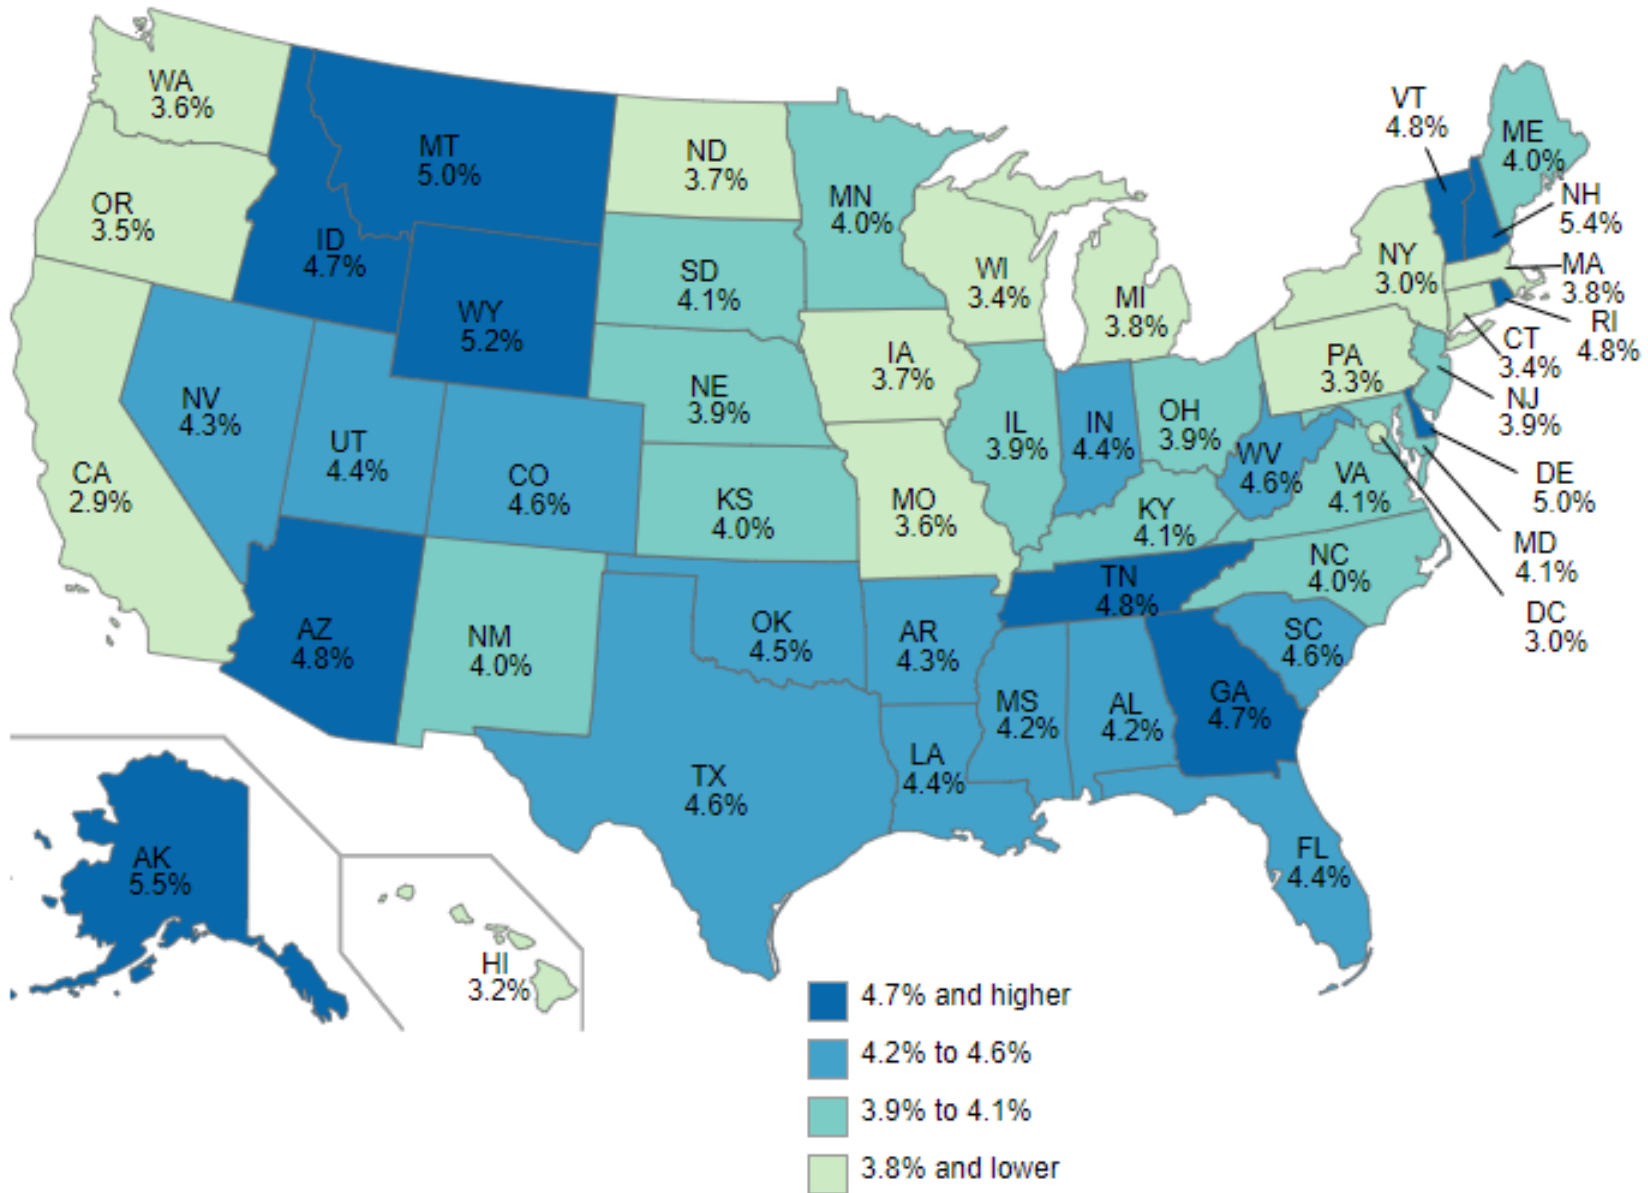 WA
3.6%
MT
5.0%
ND
3.7%
MN
4.0%
VT
4.8%
ME
4.0%
OR
3.5%
ID
4.7%
SD
4.1%
WI
3.4%
MI
3.8%
NY
3.0%
NH
5.4%
MA
3.8%
RI
4.8%
WY
5.2%
IA
3.7%
PA
3.3%
CT
3.4%
NJ
3.9%
NV
4.3%
UT
4.4%
NE
3.9%
IL
3.9%
IN
4.4%
OH
3.9%
WV
4.6%
VA
4.1%
DE
5.0%
CA
2.9%
CO
4.6%
KS
4.0%
MO
3.6%
KY
4.1%
MD
4.1%
NC
4.0%
TN
4.8%
DC
3.0%
AZ
4.8%
NM
4.0%
OK
4.5%
AR
4.3%
SC
4.6%
MS
4.2%
AL
4.2%
GA
4.7%
TX
4.6%
LA
4.4%
FL
4.4%
AK
5.5%
HI
3.2%
4.7% and higher
4.2% to 4.6%
3.9% to 4.1%
3.8% and lower